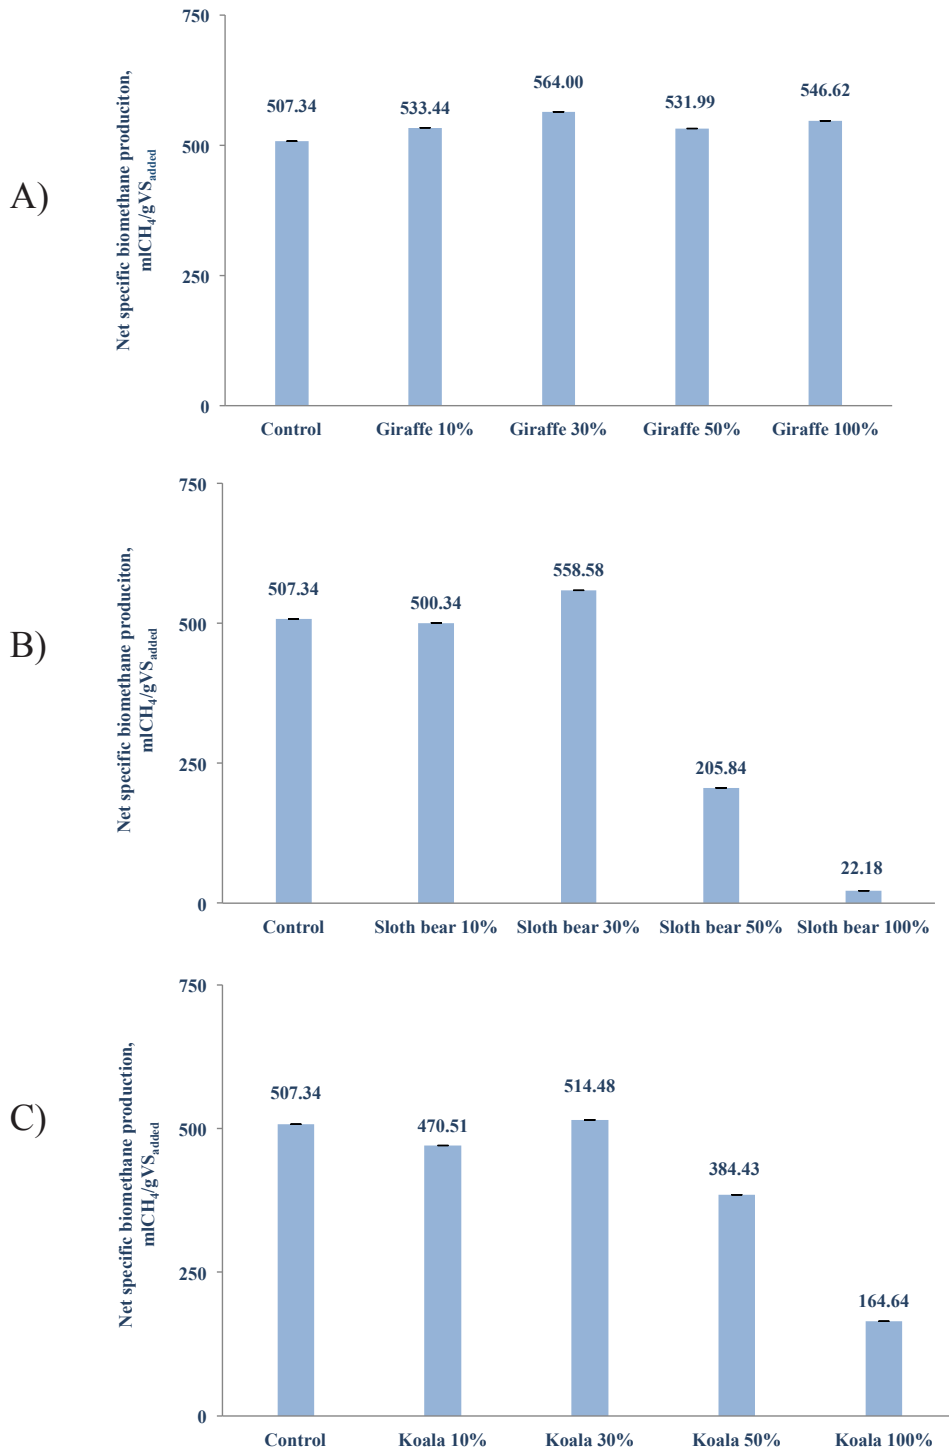 A)
Net specific biomethane produciton,
mlCH4/gVSadded
750
500
250
0
507.34
533.44
564.00
531.99
546.62
Control
Giraffe 10%
Giraffe 30%
Giraffe 50%
Giraffe 100%
B)
Net specific biomethane produciton,
mlCH4/gVSadded
750
500
250
0
507.34
500.34
558.58
205.84
22.18
Control
Sloth bear 10%
Sloth bear 30%
Sloth bear 50%
Sloth bear 100%
C)
Net specific biomethane production,
mlCH4/gVSadded
750
500
250
0
507.34
470.51
514.48
384.43
164.64
Control
Koala 10%
Koala 30%
Koala 50%
Koala 100%